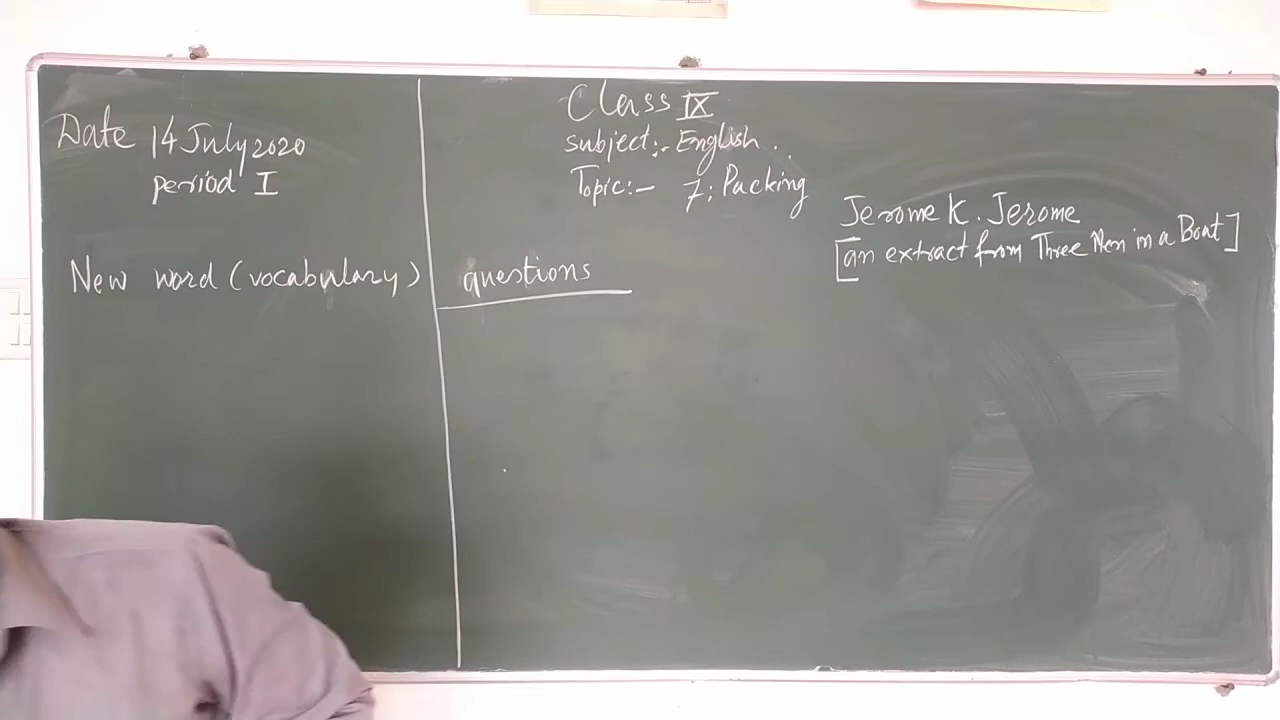 Date 14 July 2020
period I
New word (vocabulary)
Class IX
subject:- English .
Topic:- 7; Packing
Jerome K. Jerome
[an extract from Three Men in a Boat]
questions